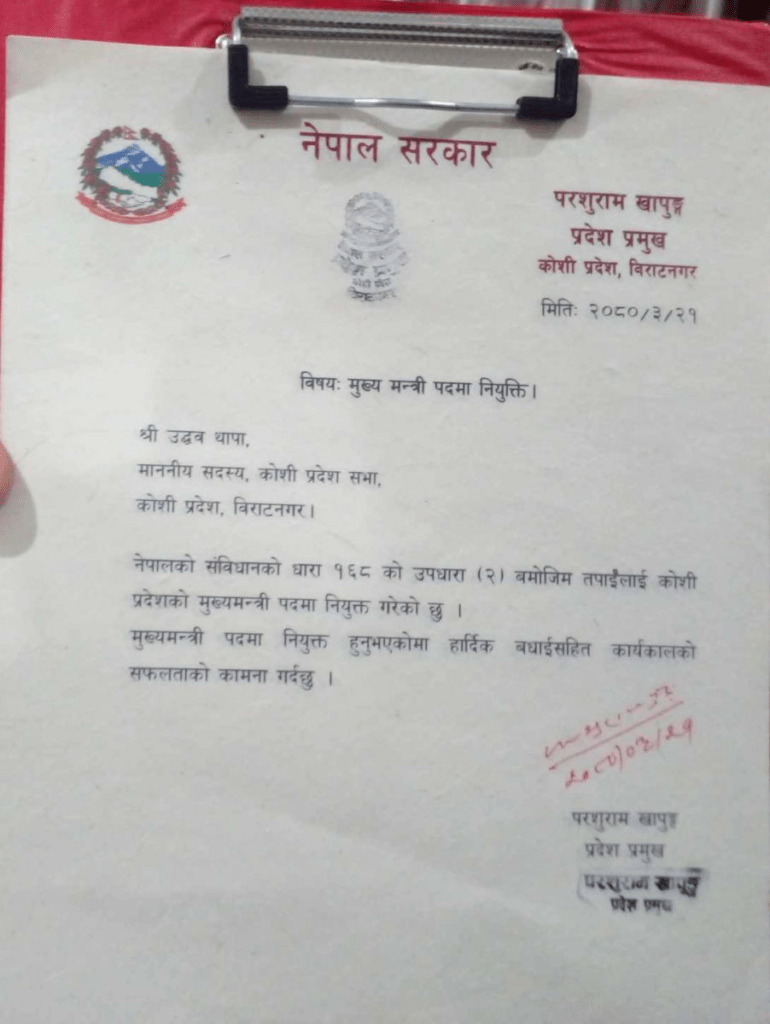 नेपाल सरकार
परशुराम खापुङ्ग
प्रदेश प्रमुख
कोशी प्रदेश, विराटनगर
मितिः २०८०/३/२१
विषयः मुख्य मन्त्री पदमा नियुक्ति।
श्री उद्धव थापा,
माननीय सदस्य, कोशी प्रदेश सभा,
कोशी प्रदेश, विराटनगर।
नेपालको संविधानको धारा १६८ को उपधारा (२) बमोजिम तपाईंलाई कोशी
प्रदेशको मुख्यमन्त्री पदमा नियुक्त गरेको छु ।
मुख्यमन्त्री पदमा नियुक्त हुनुभएकोमा हार्दिक बधाईसहित कार्यकालको
सफलताको कामना गर्दछु ।
२०८०/०३/२१
परशुराम खापुङ्ग
प्रदेश प्रमुख
परशुराम खापुङ्ग
प्रदेश प्रमुख